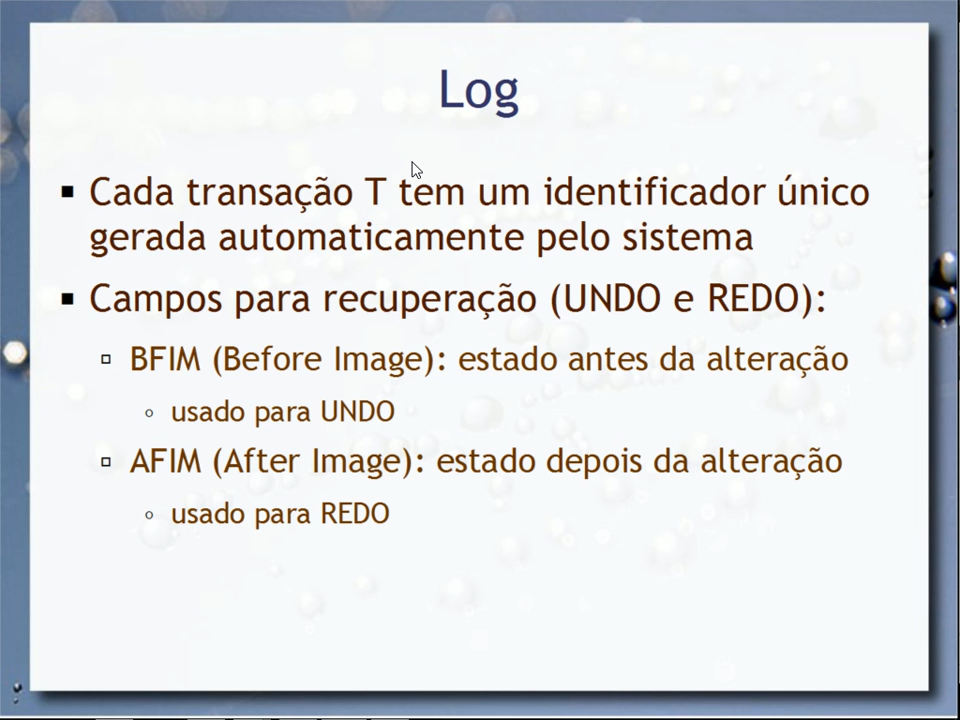 Log
Cada transação T tem um identificador único
gerada automaticamente pelo sistema
Campos para recuperação (UNDO e REDO):
BFIM (Before Image): estado antes da alteração
usado para UNDO
AFIM (After Image): estado depois da alteração
usado para REDO